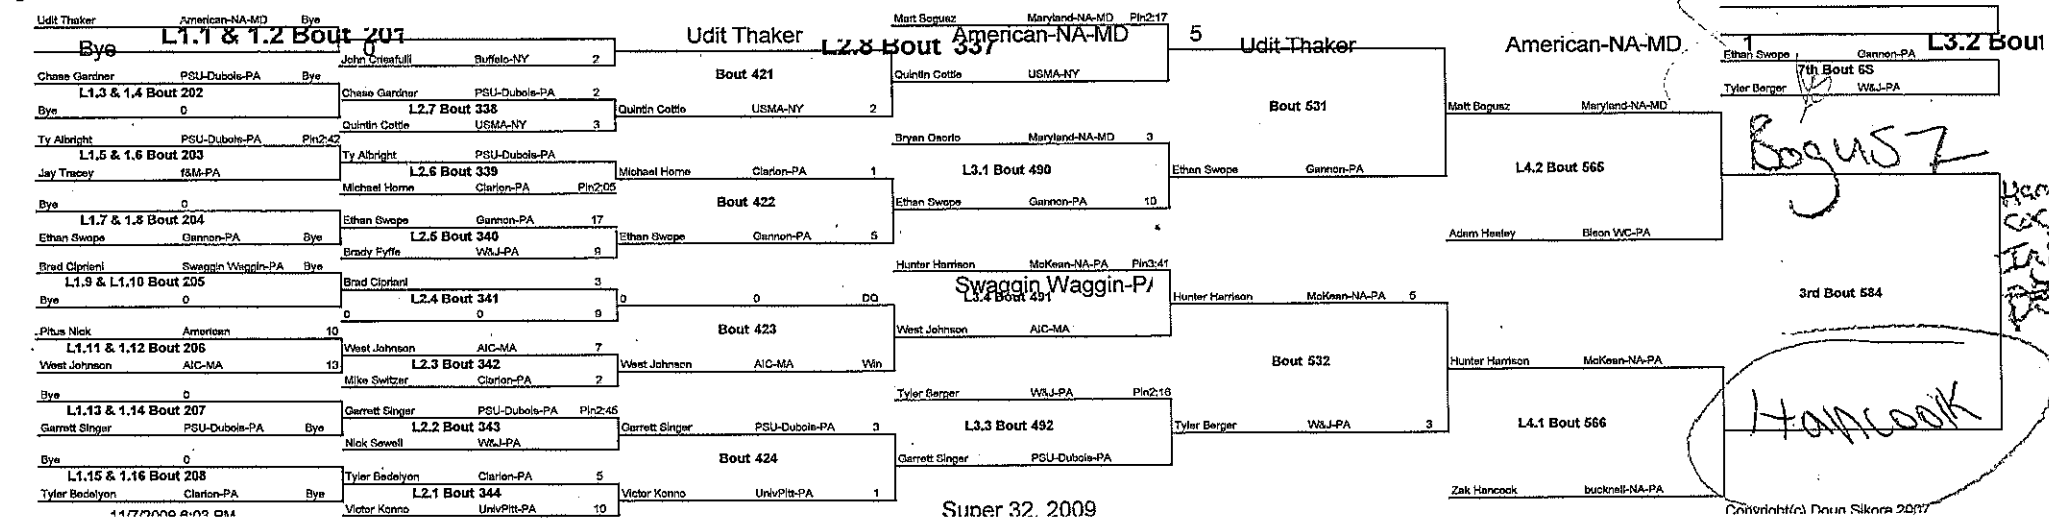 Udit Thaker American-NA-MD Bye
L1.1 & 1.2 Bout 201
Bye 0
Chase Gardner PSU-Dubois-PA Bye
L1.3 & 1.4 Bout 202
Bye 0
Ty Albright PSU-Dubois-PA Pin2:42
L1.5 & 1.6 Bout 203
Jay Tracey f&M-PA
Bye 0
L1.7 & 1.8 Bout 204
Ethan Swope Gannon-PA Bye
Brad Cipriani Swaggin Waggin-PA Bye
L1.9 & L1.10 Bout 205
Bye 0
Pitus Nick American 10
L1.11 & 1.12 Bout 206
West Johnson AIC-MA 13
Bye 0
L1.13 & 1.14 Bout 207
Garrett Singer PSU-Dubois-PA Bye
Bye 0
L1.15 & 1.16 Bout 208
Tyler Bedelyon Clarion-PA Bye
11/7/2009 6:03 PM
Udit Thaker American-NA-MD 5
L2.8 Bout 337
John Crisafulli Buffalo-NY 2
Chase Gardner PSU-Dubois-PA 2
L2.7 Bout 338
Quintin Cottle USMA-NY 3
Ty Albright PSU-Dubois-PA
L2.6 Bout 339
Michael Horne Clarion-PA Pin2:05
Ethan Swope Gannon-PA 17
L2.5 Bout 340
Brady Fyffe W&J-PA 9
Brad Cipriani Swaggin Waggin-PA 3
L2.4 Bout 341
0 0 9
West Johnson AIC-MA 7
L2.3 Bout 342
Mike Switzer Clarion-PA 2
Garrett Singer PSU-Dubois-PA Pin2:45
L2.2 Bout 343
Nick Sewell W&J-PA
Tyler Bedelyon Clarion-PA 5
L2.1 Bout 344
Victor Konno UnivPitt-PA 10
Udit Thaker American-NA-MD 1
Bout 421
Quintin Cottle USMA-NY 2
Michael Horne Clarion-PA 1
Bout 422
Ethan Swope Gannon-PA 5
0 0 DQ
Bout 423
West Johnson AIC-MA Win
Garrett Singer PSU-Dubois-PA 3
Bout 424
Victor Konno UnivPitt-PA 1
Matt Bogusz Maryland-NA-MD Pin2:17
L3.2 Bout
Quintin Cottle USMA-NY
Bryan Osorio Maryland-NA-MD 3
L3.1 Bout 490
Ethan Swope Gannon-PA 10
Hunter Harrison McKean-NA-PA Pin3:41
L3.4 Bout 491
West Johnson AIC-MA
Tyler Berger W&J-PA Pin2:16
L3.3 Bout 492
Garrett Singer PSU-Dubois-PA
Super 32, 2009
Bout 531
Ethan Swope Gannon-PA
Hunter Harrison McKean-NA-PA 5
Bout 532
Tyler Berger W&J-PA 3
Matt Bogusz Maryland-NA-MD
L4.2 Bout 565
Adam Healey Bison WC-PA
Hunter Harrison McKean-NA-PA
L4.1 Bout 566
Zak Hancook bucknell-NA-PA
Ethan Swope Gannon-PA
7th Bout 6S
Tyler Berger W&J-PA
BogusZ
3rd Bout 584
Hancook
Copyright(c) Doug Sikora 2007